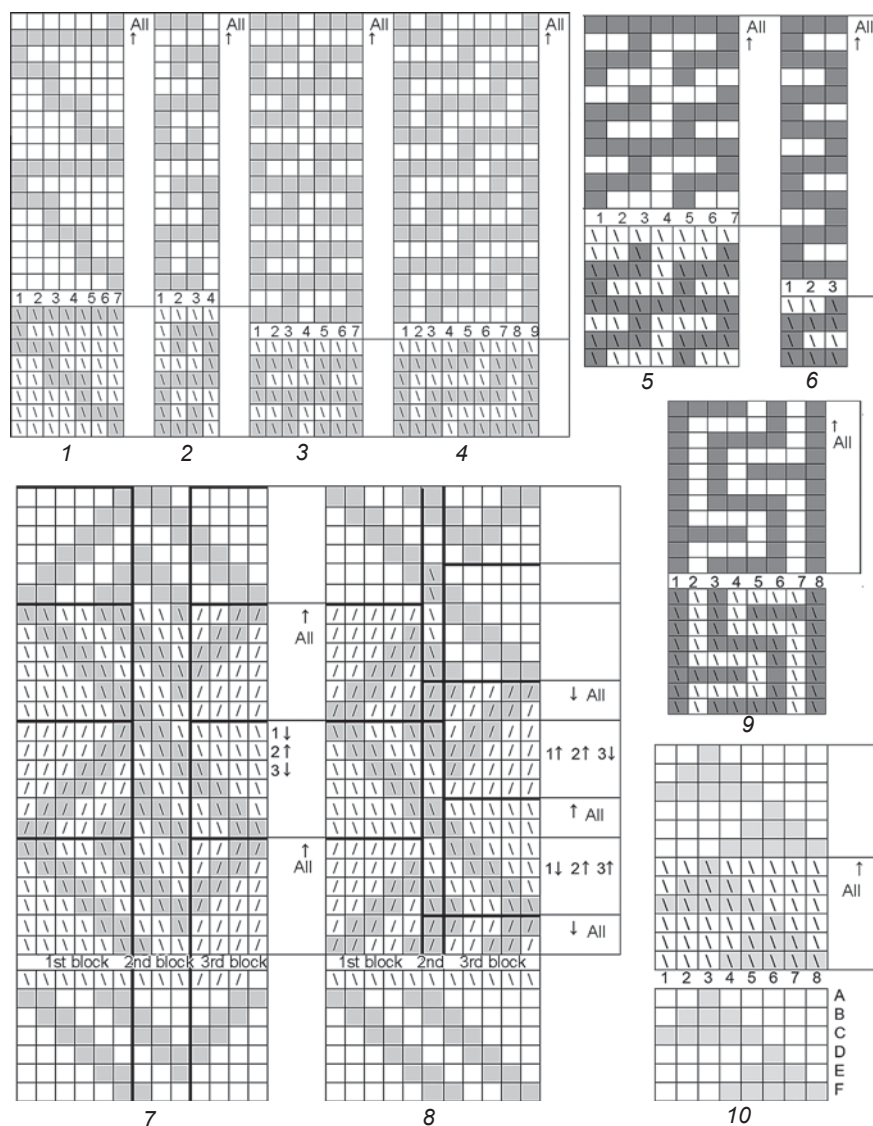 All ↑
All ↑
All ↑
All ↑
1 2 3 4 5 6 7
1 2 3 4
1 2 3 4 5 6 7
1 2 3 4 5 6 7 8 9
1
2
3
4
All ↑
All ↑
1 2 3 4 5 6 7
1 2 3
5
6
↑ All
1 2 3 4 5 6 7 8
9
↑ All
1↓
2↑
3↓
↑ All
1st block 2nd block 3rd block
7
↓ All
1↑ 2↑ 3↓
↑ All
1↓ 2↑ 3↑
↓ All
1st block 2nd 3rd block
8
↑ All
1 2 3 4 5 6 7 8
A
B
C
D
E
F
10